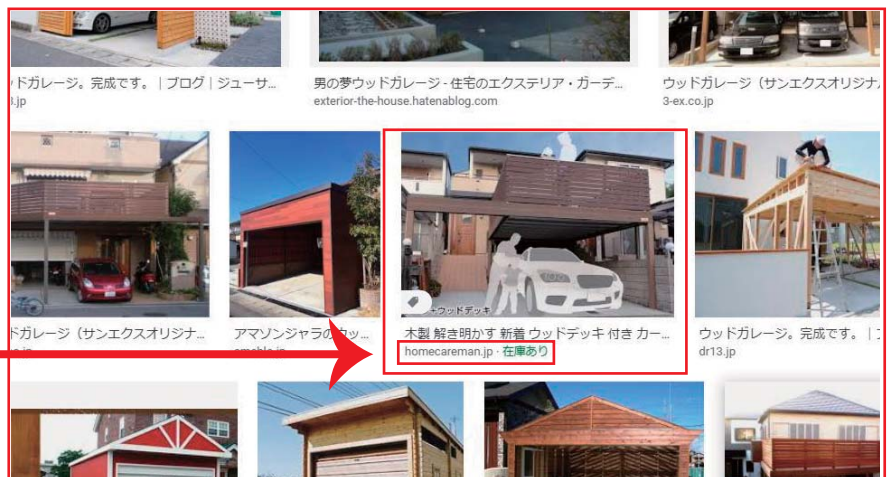 ドガレージ。完成です。｜ブログ｜ジューサ...
.jp
男の夢ウッドガレージ - 住宅のエクステリア・ガーデ...
exterior-the-house.hatenablog.com
ウッドガレージ（サンエクスオリジナ
3-ex.co.jp
+ウッドデッキ
ドガレージ（サンエクスオリジナ...
アマゾンジャラのウッ...
木製 解き明かす 新着 ウッドデッキ 付き カー...
homecareman.jp · 在庫あり
ウッドガレージ。完成です。｜
dr13.jp